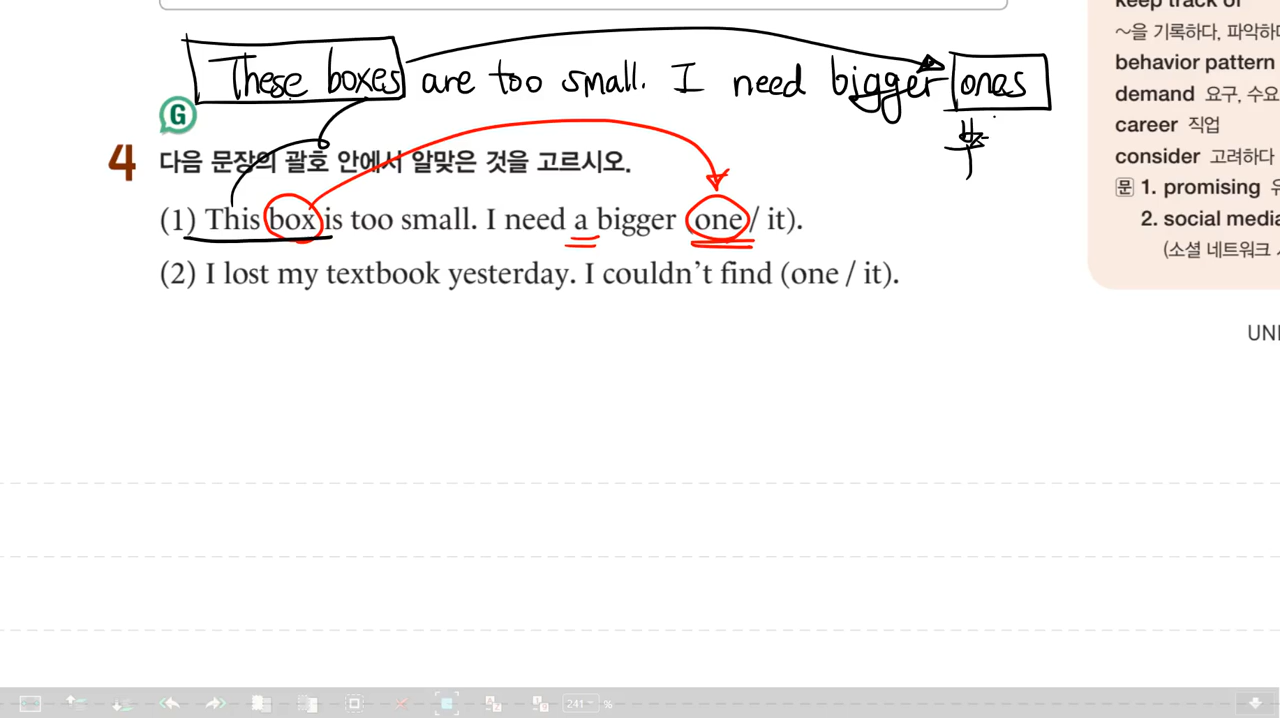 keep track of
~을 기록하다, 파악하다
These boxes are too small. I need bigger ones
behavior pattern
demand 요구, 수요
career 직업
consider 고려하다
G
4 다음 문장의 괄호 안에서 알맞은 것을 고르시오.
문 1. promising
(1) This box is too small. I need a bigger (one / it).
2. social media
(소셜 네트워크
(2) I lost my textbook yesterday. I couldn't find (one / it).
UNI
241 %